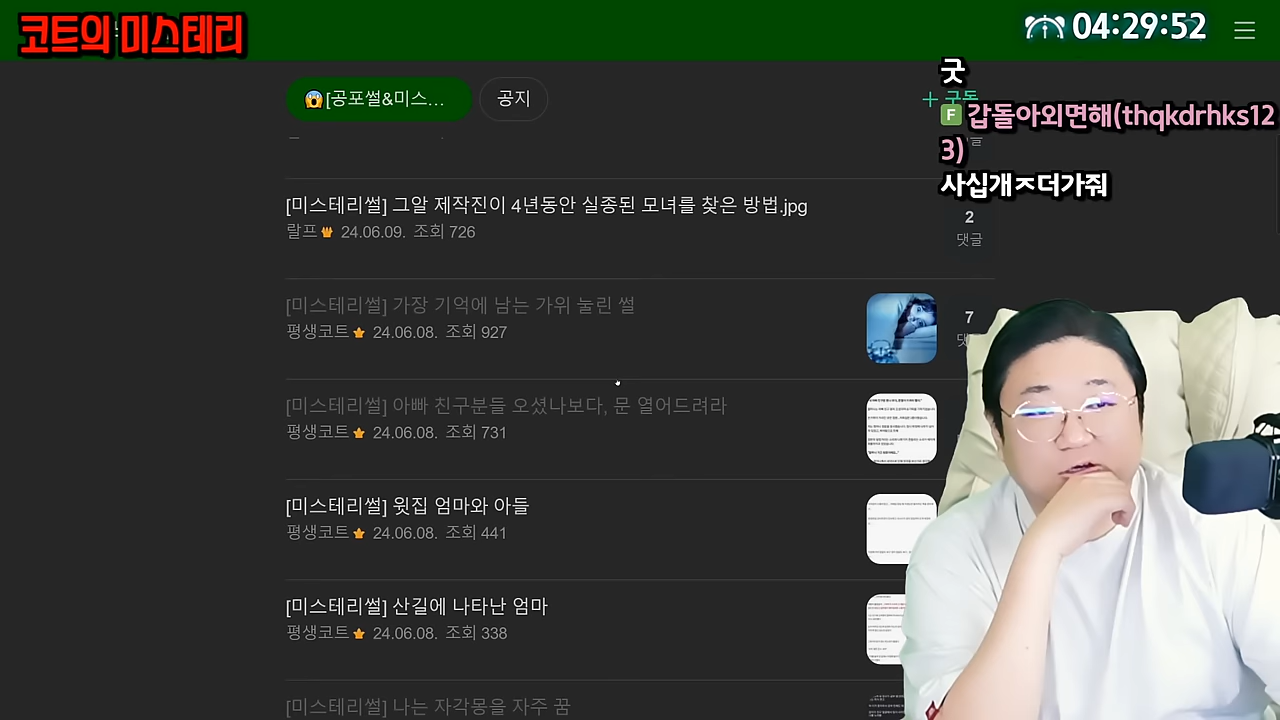 코트의 미스테리
04:29:52
😱[공포썰&미스...
공지
+ 구독
굿
F 갑돌아외면해(thqkdrhks12
3)
사십개ㅈ더가줘
[미스테리썰] 그알 제작진이 4년동안 실종된 모녀를 찾은 방법.jpg
랄프 24.06.09. 조회 726
2
댓글
[미스테리썰] 가장 기억에 남는 가위 눌린 썰
평생코트 24.06.08. 조회 927
7
[미스테리썰] 아빠 친구분들 오셨나보다, 문 열어드려라
평생코트 24.06.08. 조회 489
[미스테리썰] 윗집 엄마와 아들
평생코트 24.06.08. 조회 441
[미스테리썰] 산길에 나타난 엄마
평생코트 24.06.08. 조회 338
[미스테리썰] 나는 자각몽을 자주 꿈